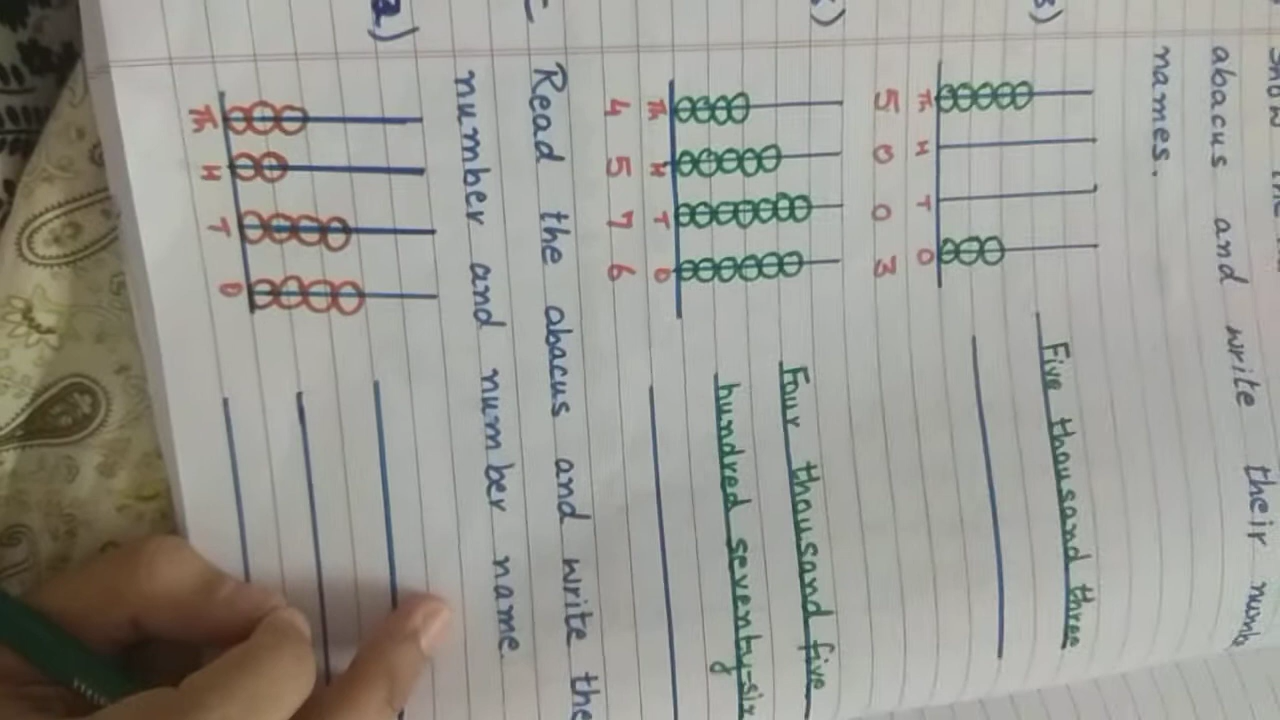 abacus and write their
names.
3)
Th H T O
5 0 0 3
Five thousand three
Th H T O
4 5 7 6
Four thousand five
hundred seventy-six
Read the abacus and write the
number and number name.
a)
Th H T O